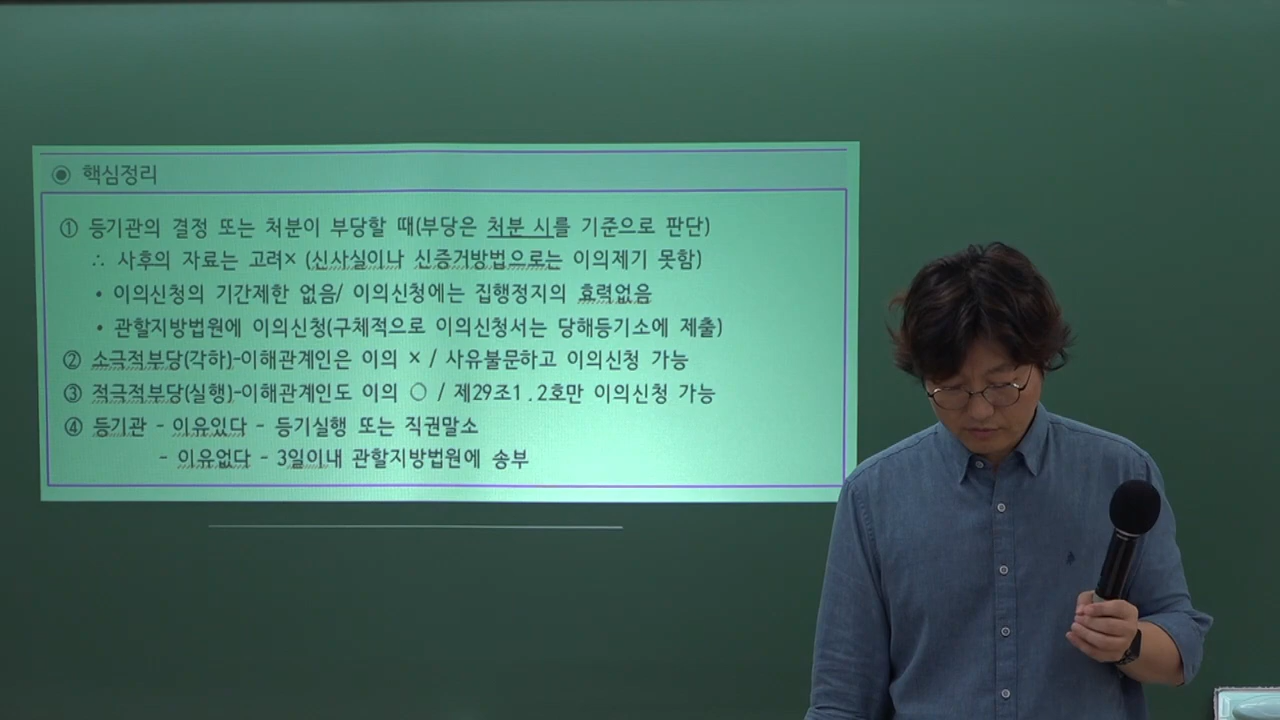 ◉ 핵심정리
① 등기관의 결정 또는 처분이 부당할 때(부당은 처분 시를 기준으로 판단)
∴ 사후의 자료는 고려× (신사실이나 신증거방법으로는 이의제기 못함)
• 이의신청의 기간제한 없음/ 이의신청에는 집행정지의 효력없음
• 관할지방법원에 이의신청(구체적으로 이의신청서는 당해등기소에 제출)
② 소극적부당(각하)-이해관계인은 이의 × / 사유불문하고 이의신청 가능
③ 적극적부당(실행)-이해관계인도 이의 ○ / 제29조1.2호만 이의신청 가능
④ 등기관 - 이유있다 - 등기실행 또는 직권말소
- 이유없다 - 3일이내 관할지방법원에 송부